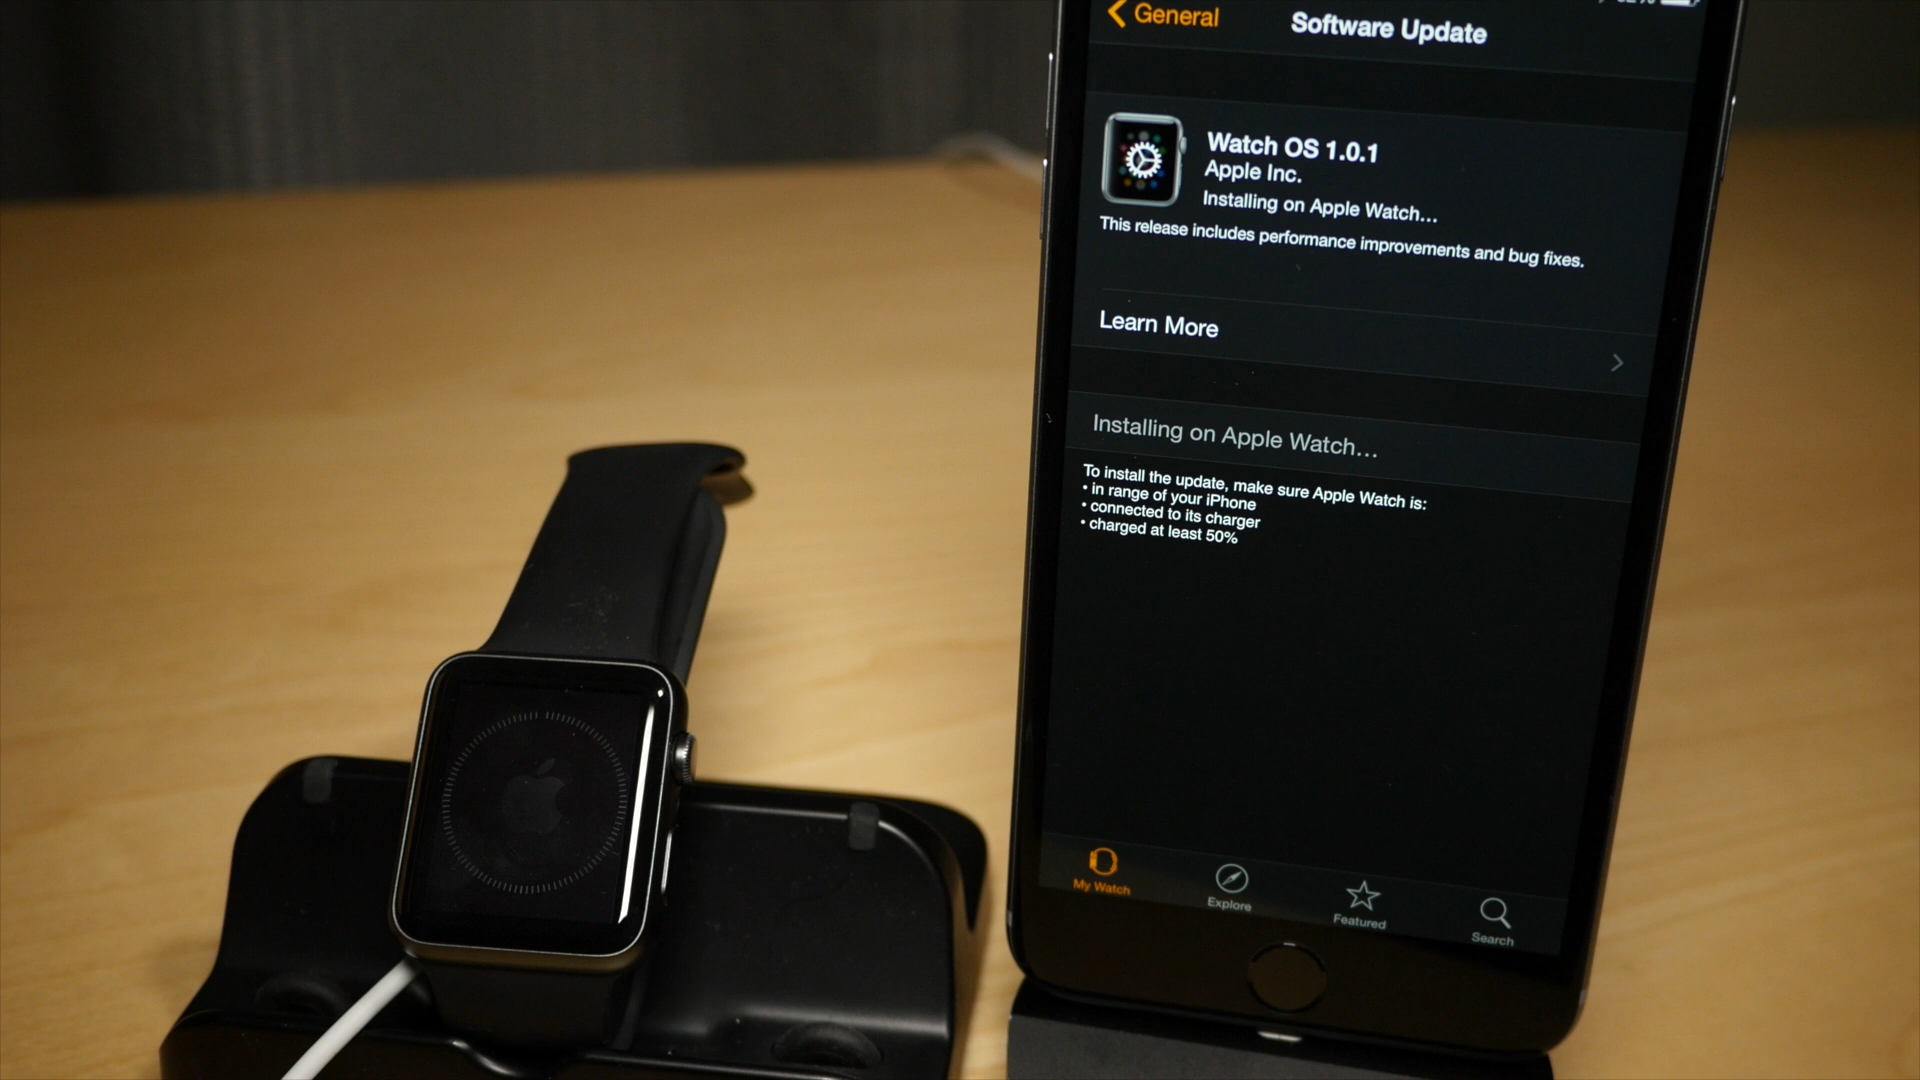 General
Software Update
Watch OS 1.0.1
Apple Inc.
Installing on Apple Watch...
This release includes performance improvements and bug fixes.
Learn More
Installing on Apple Watch...
To install the update, make sure Apple Watch is:
• in range of your iPhone
• connected to its charger
• charged at least 50%
My Watch
Explore
Featured
Search